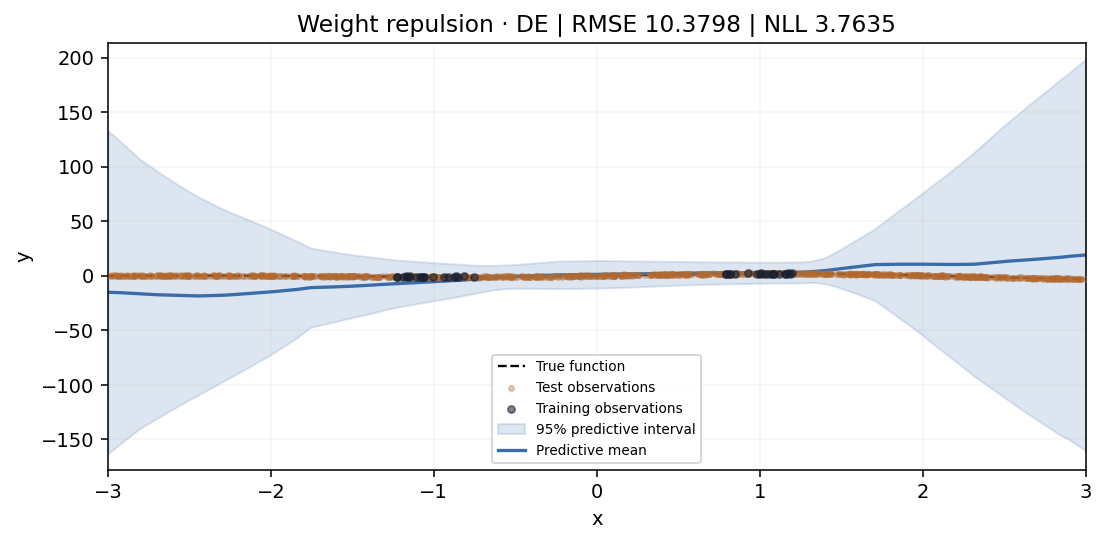 Weight repulsion · DE | RMSE 10.3798 | NLL 3.7635
200
150
100
50
0
−50
−100
−150
y
True function
Test observations
Training observations
95% predictive interval
Predictive mean
−3
−2
−1
0
1
2
3
x